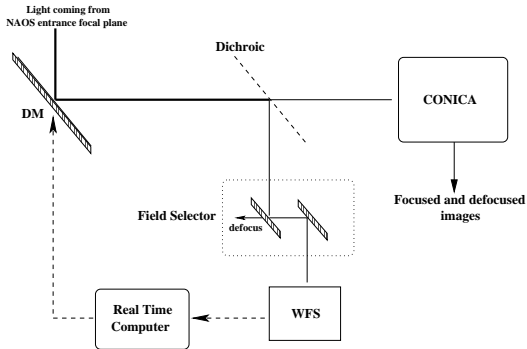 Light coming from
NAOS entrance focal plane
Dichroic
CONICA
DM
Focused and defocused
images
Field Selector
defocus
Real Time
Computer
WFS